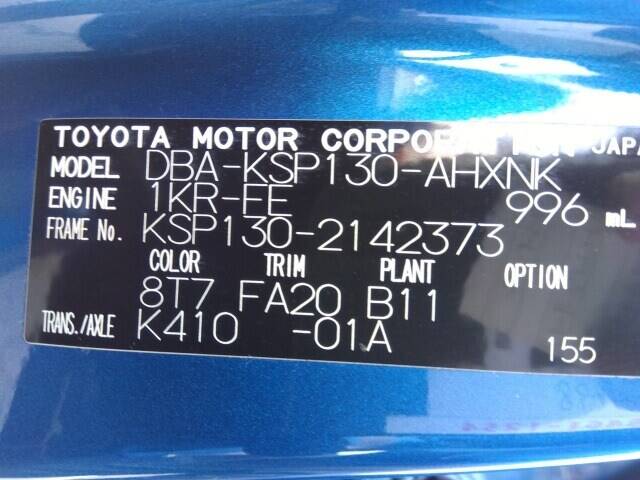 TOYOTA MOTOR CORPORATION JAPA
MODEL DBA-KSP130-AHXNK
ENGINE 1KR-FE 996 mL
FRAME No. KSP130-2142373
COLOR TRIM PLANT OPTION
8T7 FA20 B11
TRANS./AXLE K410 -01A
155